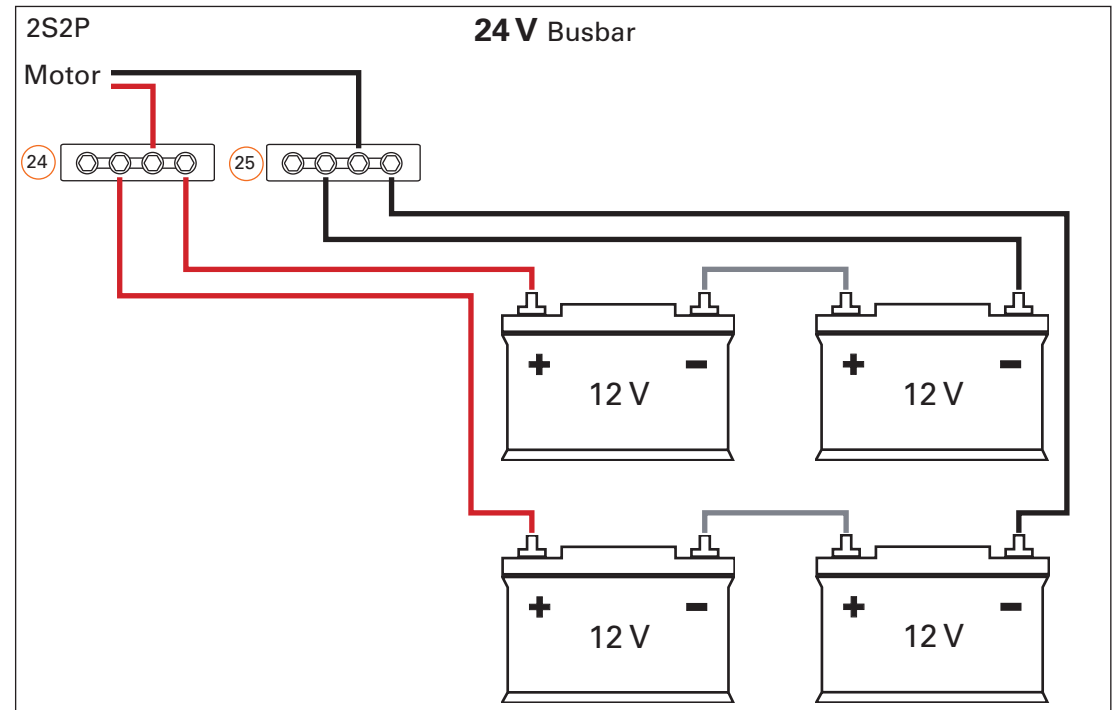 2S2P
24 V Busbar
Motor
24
25
+ -
12 V
+ -
12 V
+ -
12 V
+ -
12 V